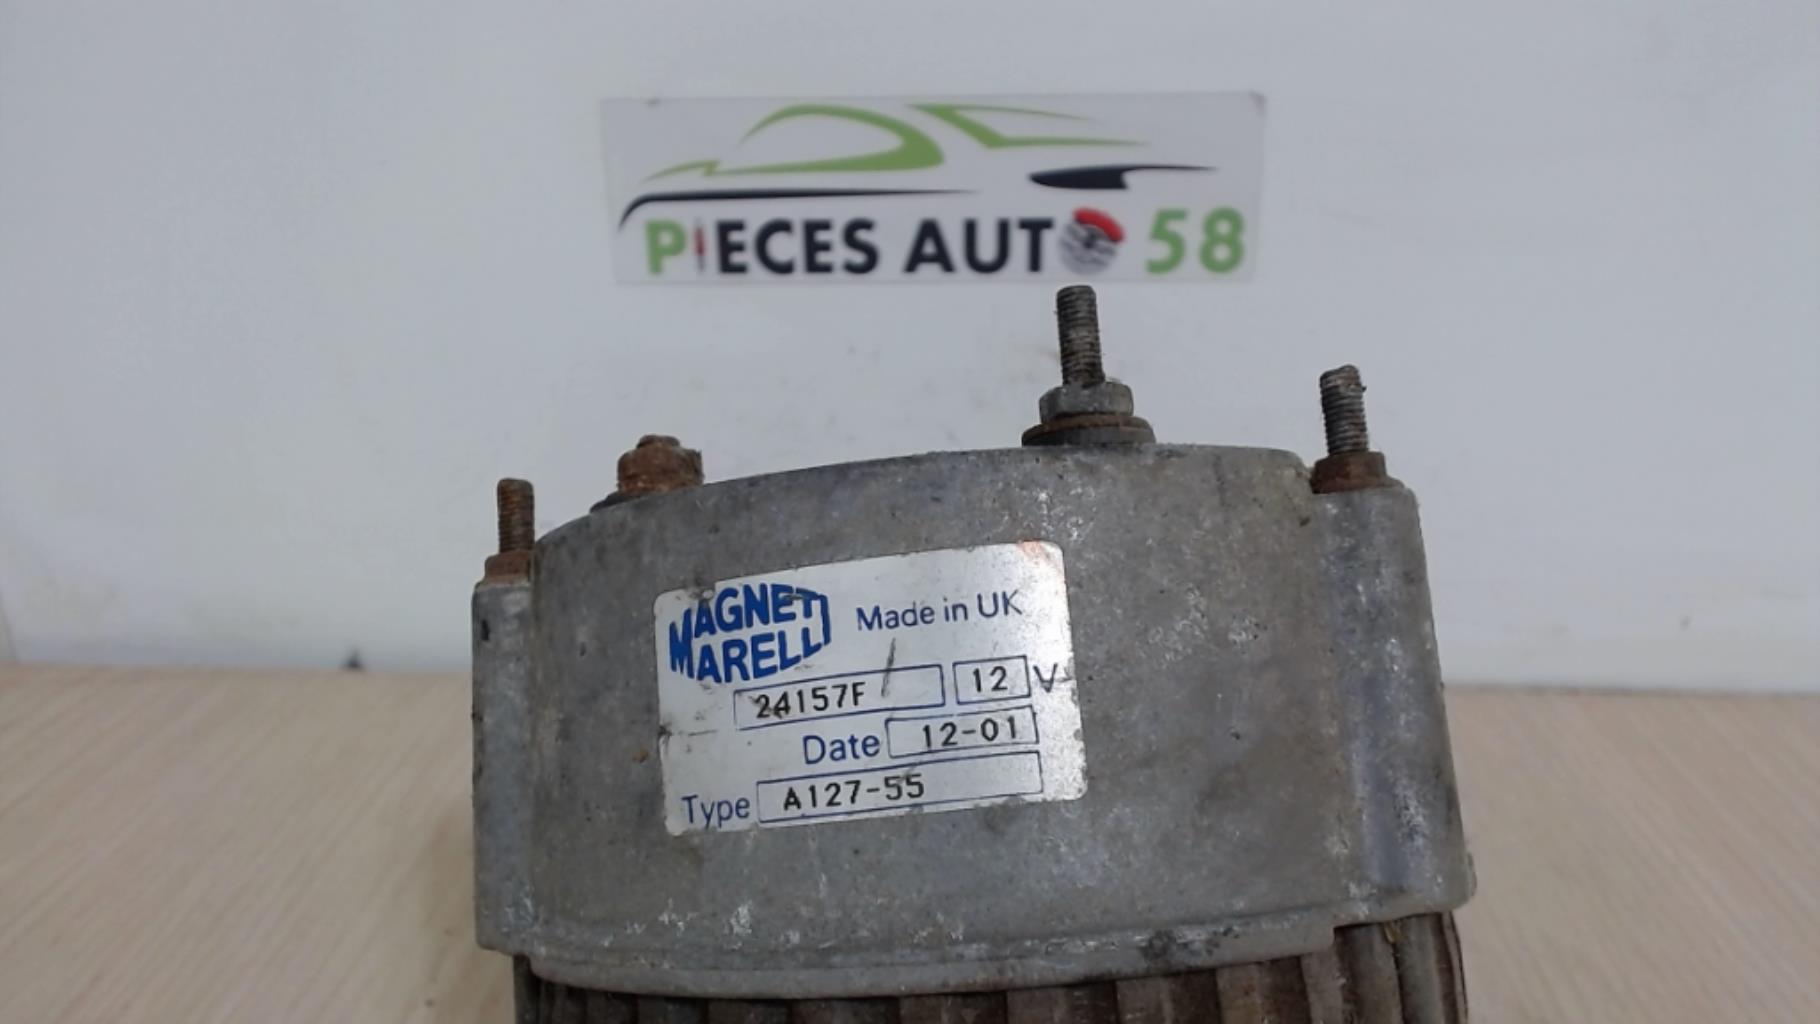 PIECES AUTO 58
MAGNETI
MARELLI
Made in UK
24157F 12 V
Date 12-01
Type A127-55